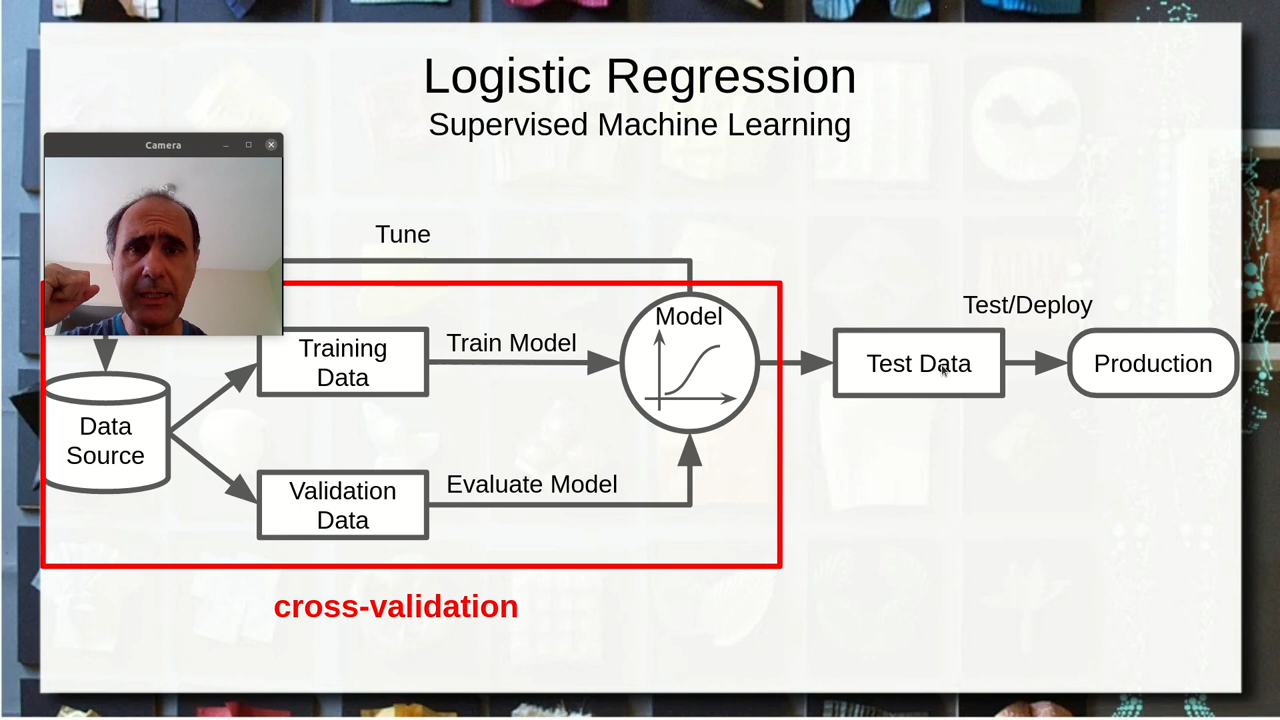 Logistic Regression
Supervised Machine Learning
Camera
Tune
Test/Deploy
Model
Training
Data
Train Model
Test Data
Production
Data
Source
Validation
Data
Evaluate Model
cross-validation